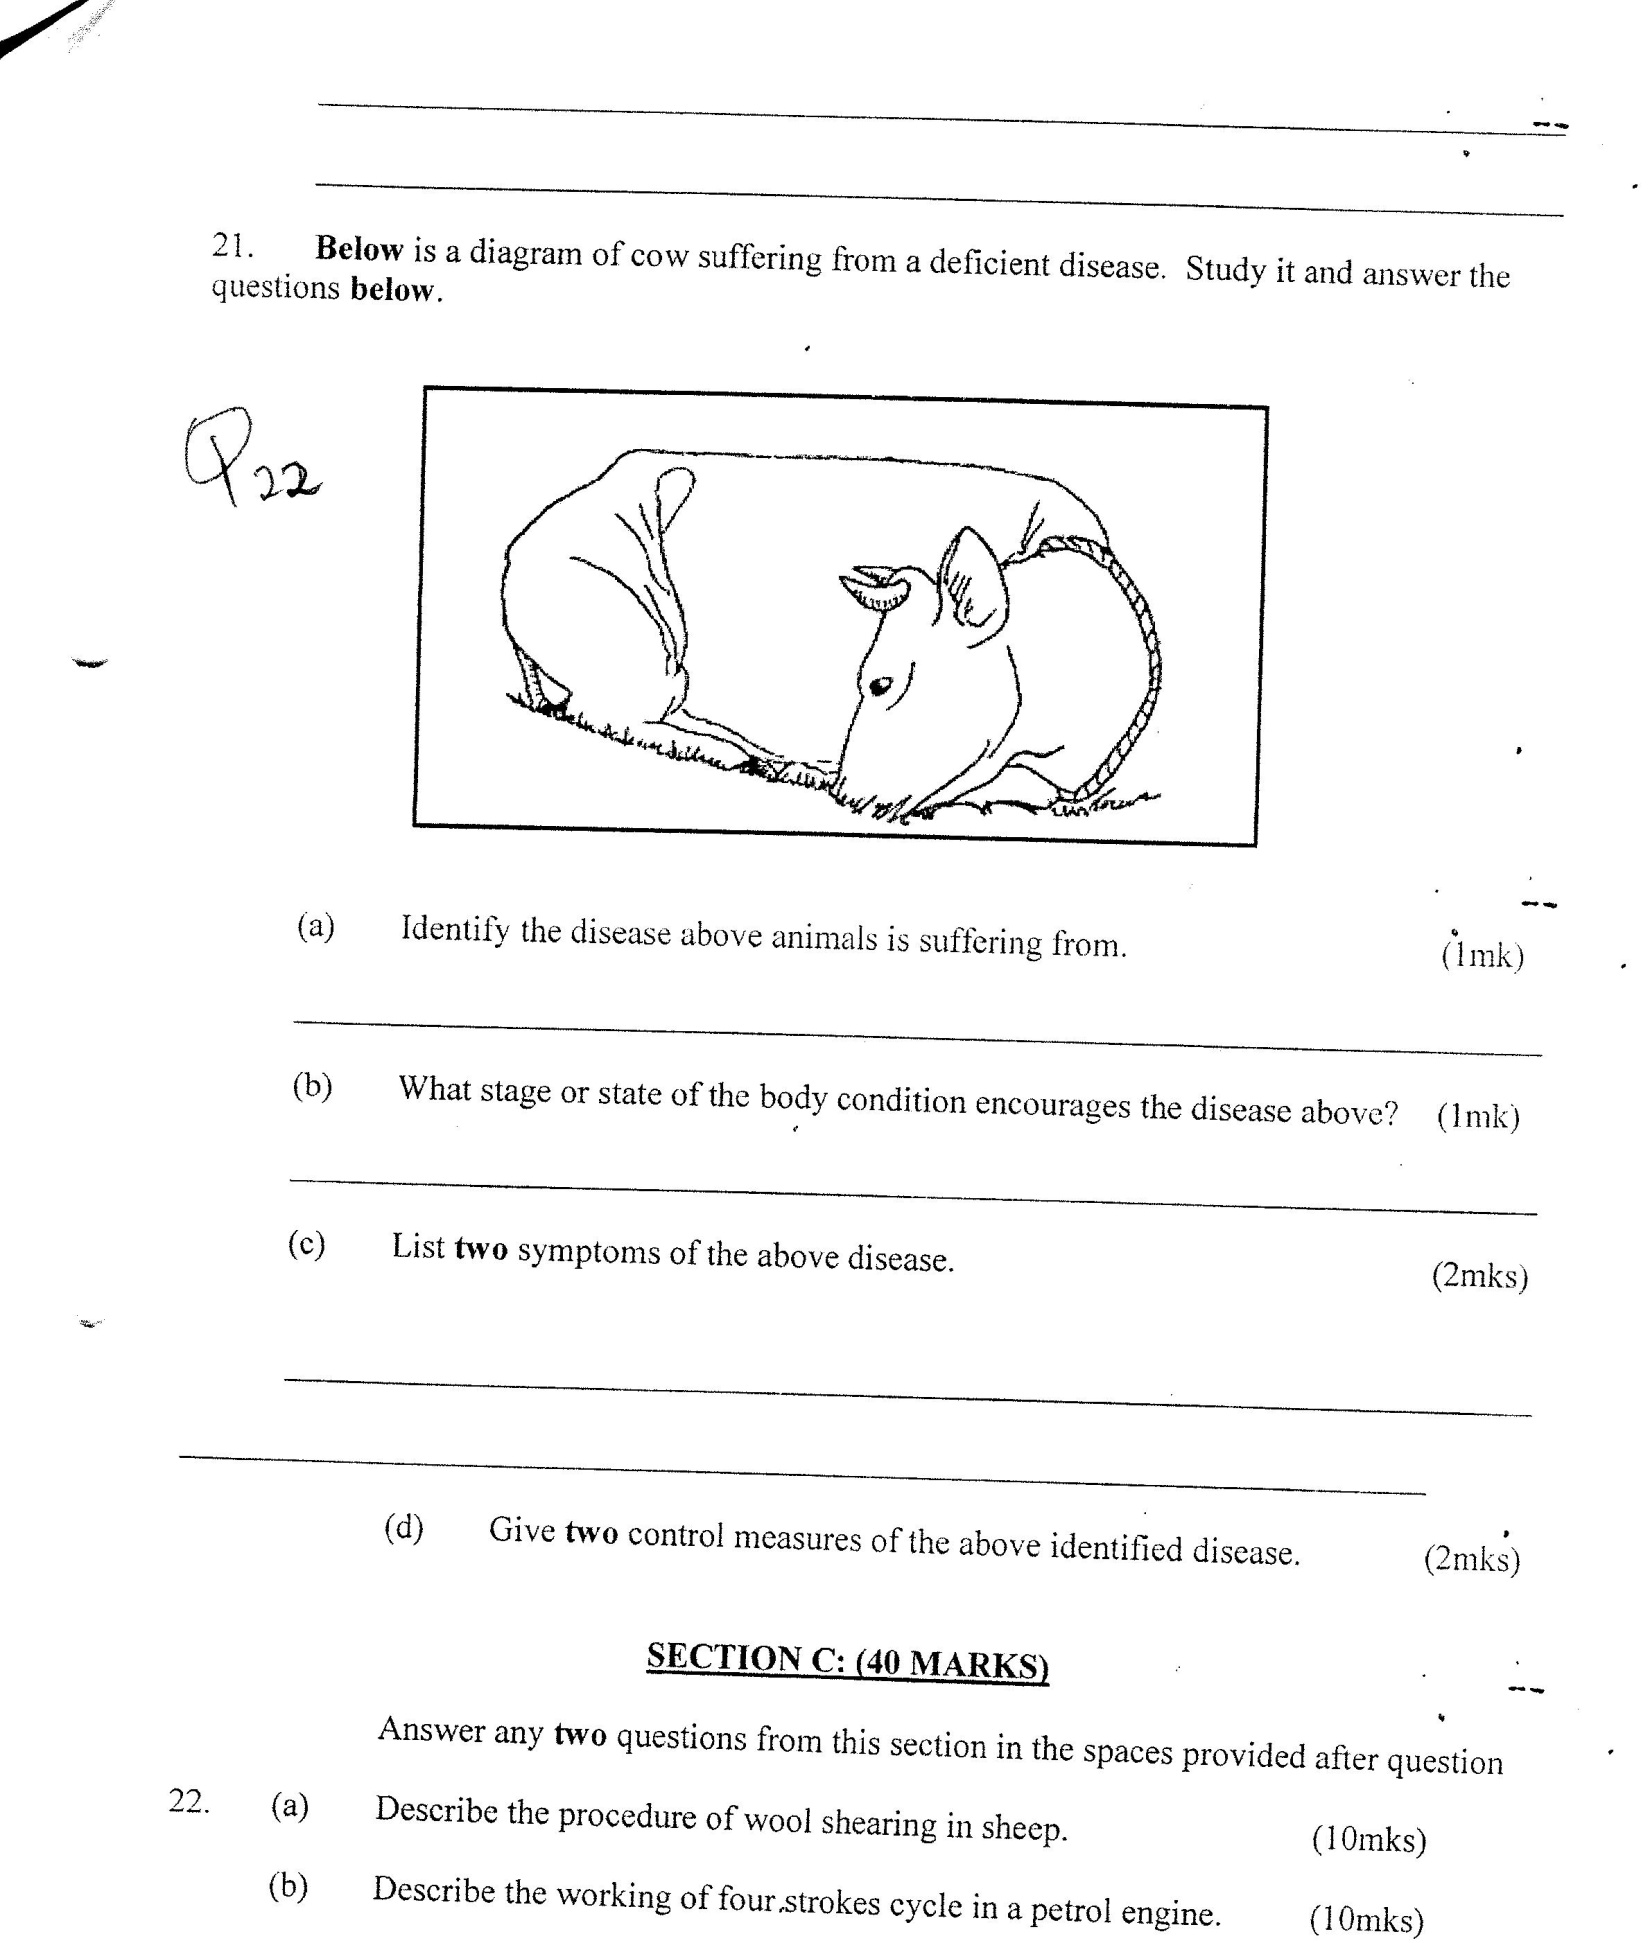 21. Below is a diagram of cow suffering from a deficient disease. Study it and answer the
questions below.
Q22
(a) Identify the disease above animals is suffering from. (1mk)
(b) What stage or state of the body condition encourages the disease above? (1mk)
(c) List two symptoms of the above disease. (2mks)
(d) Give two control measures of the above identified disease. (2mks)
SECTION C: (40 MARKS)
Answer any two questions from this section in the spaces provided after question
22. (a) Describe the procedure of wool shearing in sheep. (10mks)
(b) Describe the working of four strokes cycle in a petrol engine. (10mks)